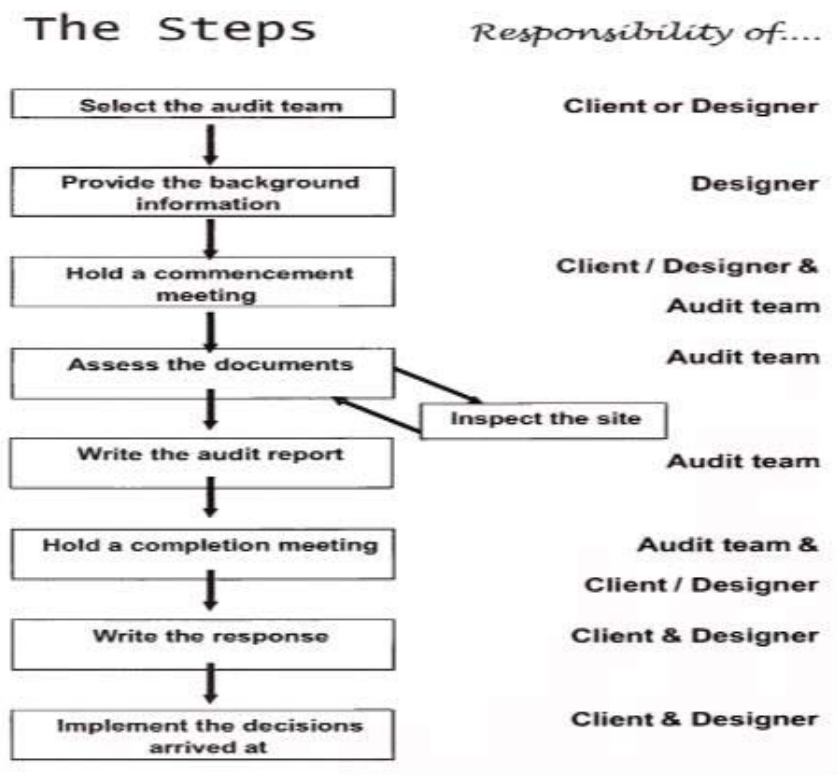 The Steps
Responsibility of....
Select the audit team
Client or Designer
Provide the background
information
Designer
Hold a commencement
meeting
Client / Designer &
Audit team
Assess the documents
Audit team
Inspect the site
Write the audit report
Audit team
Hold a completion meeting
Audit team &
Client / Designer
Write the response
Client & Designer
Implement the decisions
arrived at
Client & Designer